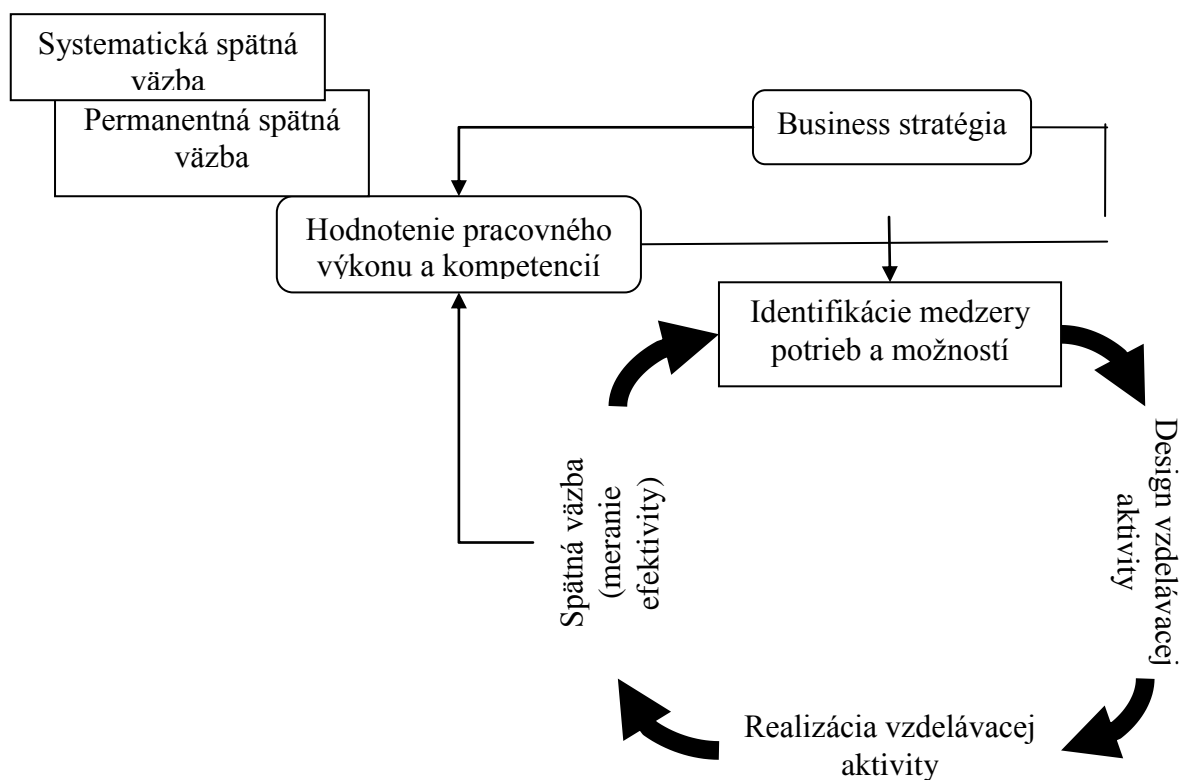 Systematická spätná
väzba
Permanentná spätná
väzba
Business stratégia
Hodnotenie pracovného
výkonu a kompetencií
Identifikácie medzery
potrieb a možností
Design vzdelávacej
aktivity
Realizácia vzdelávacej
aktivity
Spätná väzba
(meranie
efektivity)